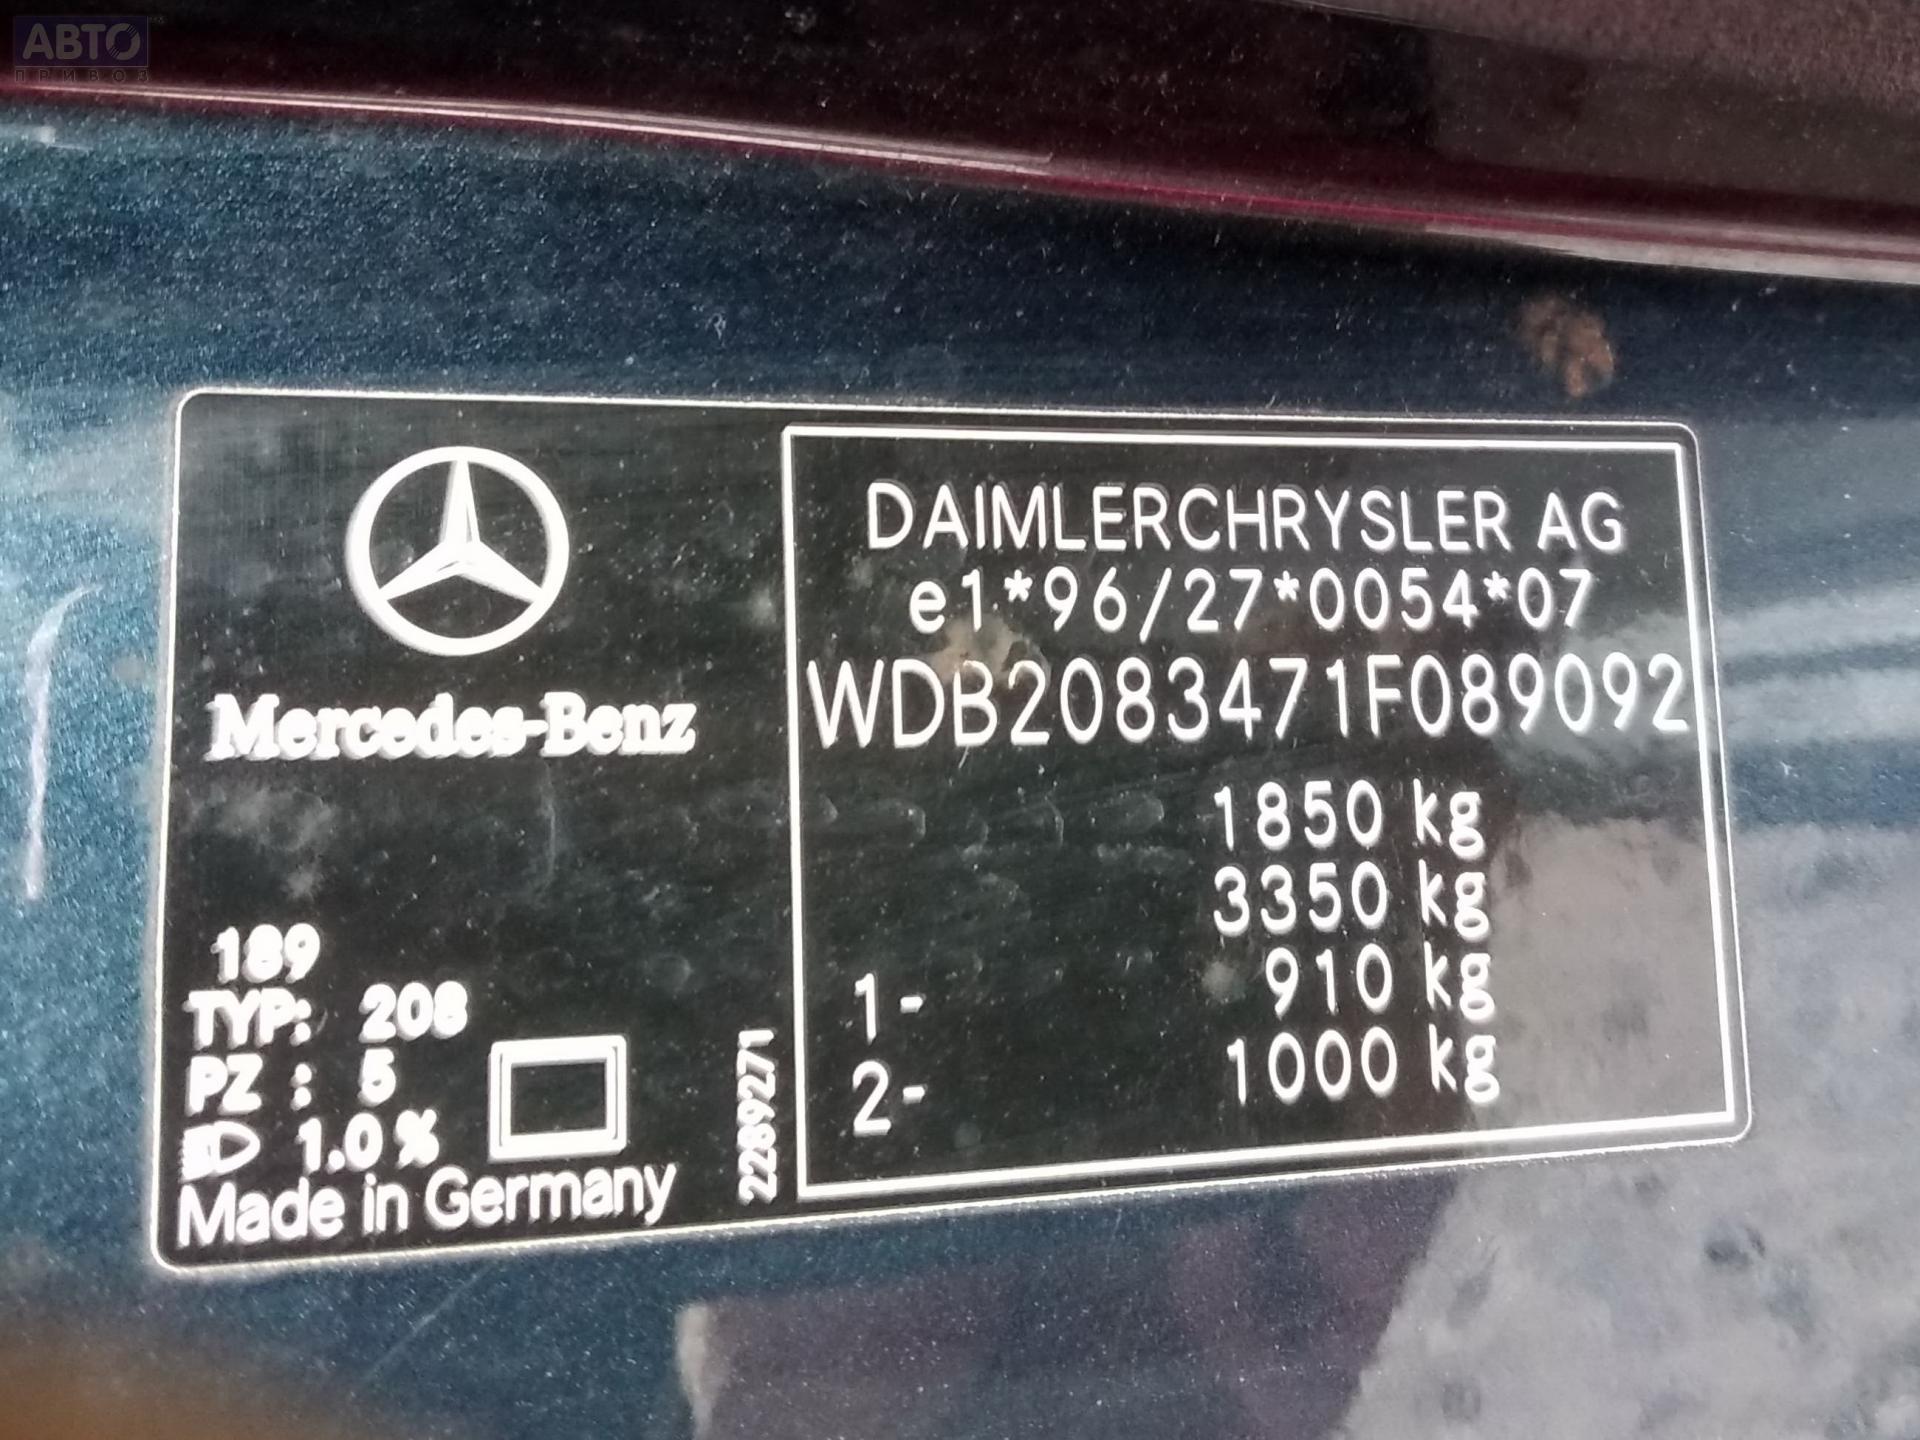 АВТО
ПРИВОЗ
Mercedes-Benz
189
TYP: 208
PZ : 5
1.0 %
Made in Germany
2289271
DAIMLERCHRYSLER AG
e1*96/27*0054*07
WDB2083471F089092
1850 kg
3350 kg
1- 910 kg
2- 1000 kg